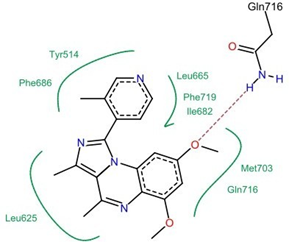 Gln716
Tyr514
O
N
H
H
Phe686
N
Leu665
Phe719
Ile682
N
N
O
Met703
Gln716
N
O
Leu625